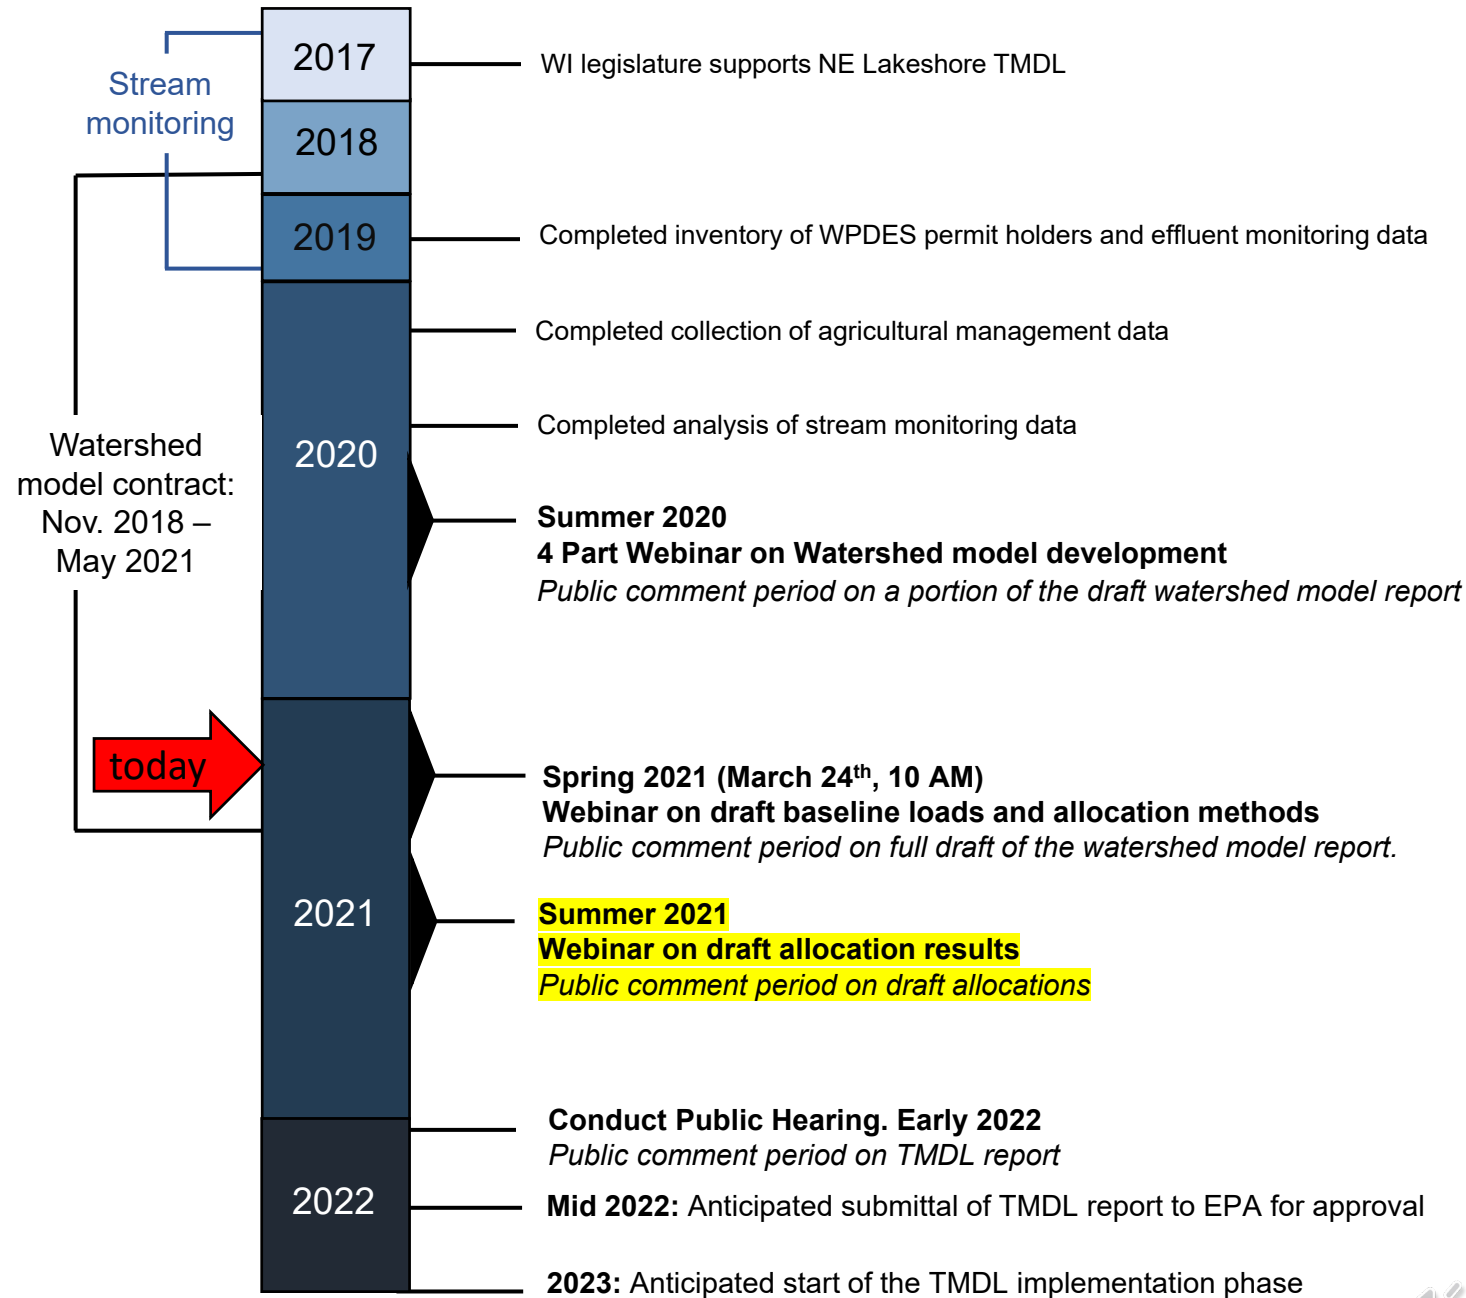 2017
WI legislature supports NE Lakeshore TMDL
Stream
monitoring
2018
2019
Completed inventory of WPDES permit holders and effluent monitoring data
Completed collection of agricultural management data
Completed analysis of stream monitoring data
Watershed
model contract:
Nov. 2018 –
May 2021
2020
Summer 2020
4 Part Webinar on Watershed model development
Public comment period on a portion of the draft watershed model report
today
Spring 2021 (March 24th, 10 AM)
Webinar on draft baseline loads and allocation methods
Public comment period on full draft of the watershed model report.
2021
Summer 2021
Webinar on draft allocation results
Public comment period on draft allocations
Conduct Public Hearing. Early 2022
Public comment period on TMDL report
2022
Mid 2022: Anticipated submittal of TMDL report to EPA for approval
2023: Anticipated start of the TMDL implementation phase